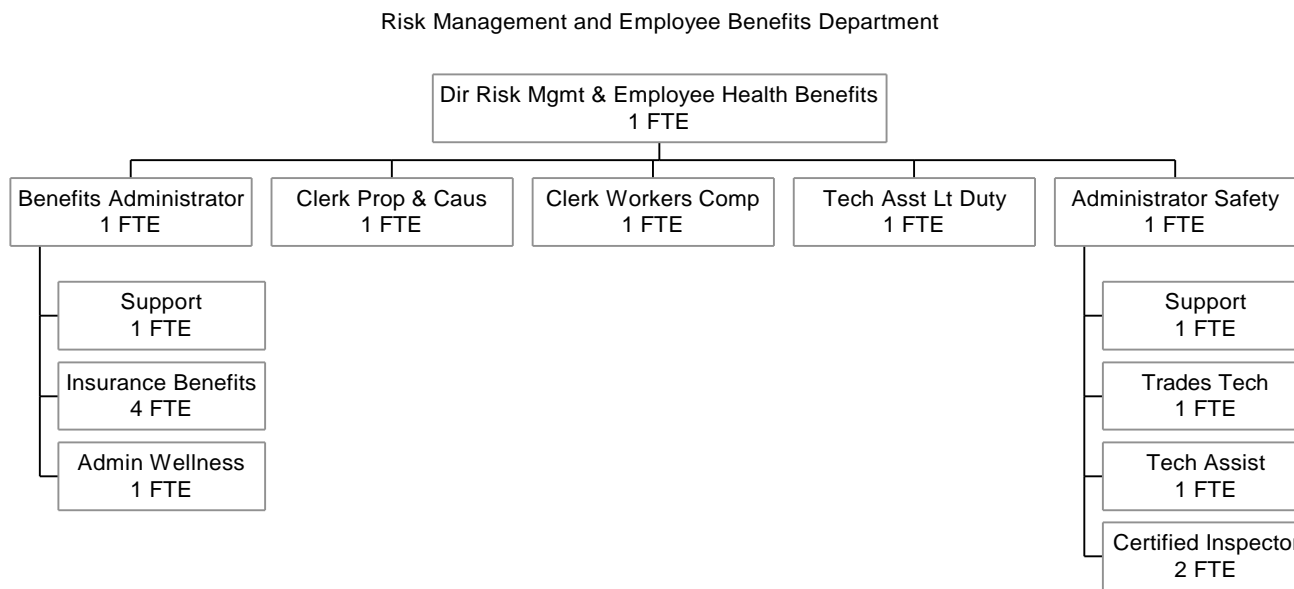 Risk Management and Employee Benefits Department
Dir Risk Mgmt & Employee Health Benefits
1 FTE
Benefits Administrator
1 FTE
Clerk Prop & Caus
1 FTE
Clerk Workers Comp
1 FTE
Tech Asst Lt Duty
1 FTE
Administrator Safety
1 FTE
Support
1 FTE
Insurance Benefits
4 FTE
Admin Wellness
1 FTE
Support
1 FTE
Trades Tech
1 FTE
Tech Assist
1 FTE
Certified Inspector
2 FTE